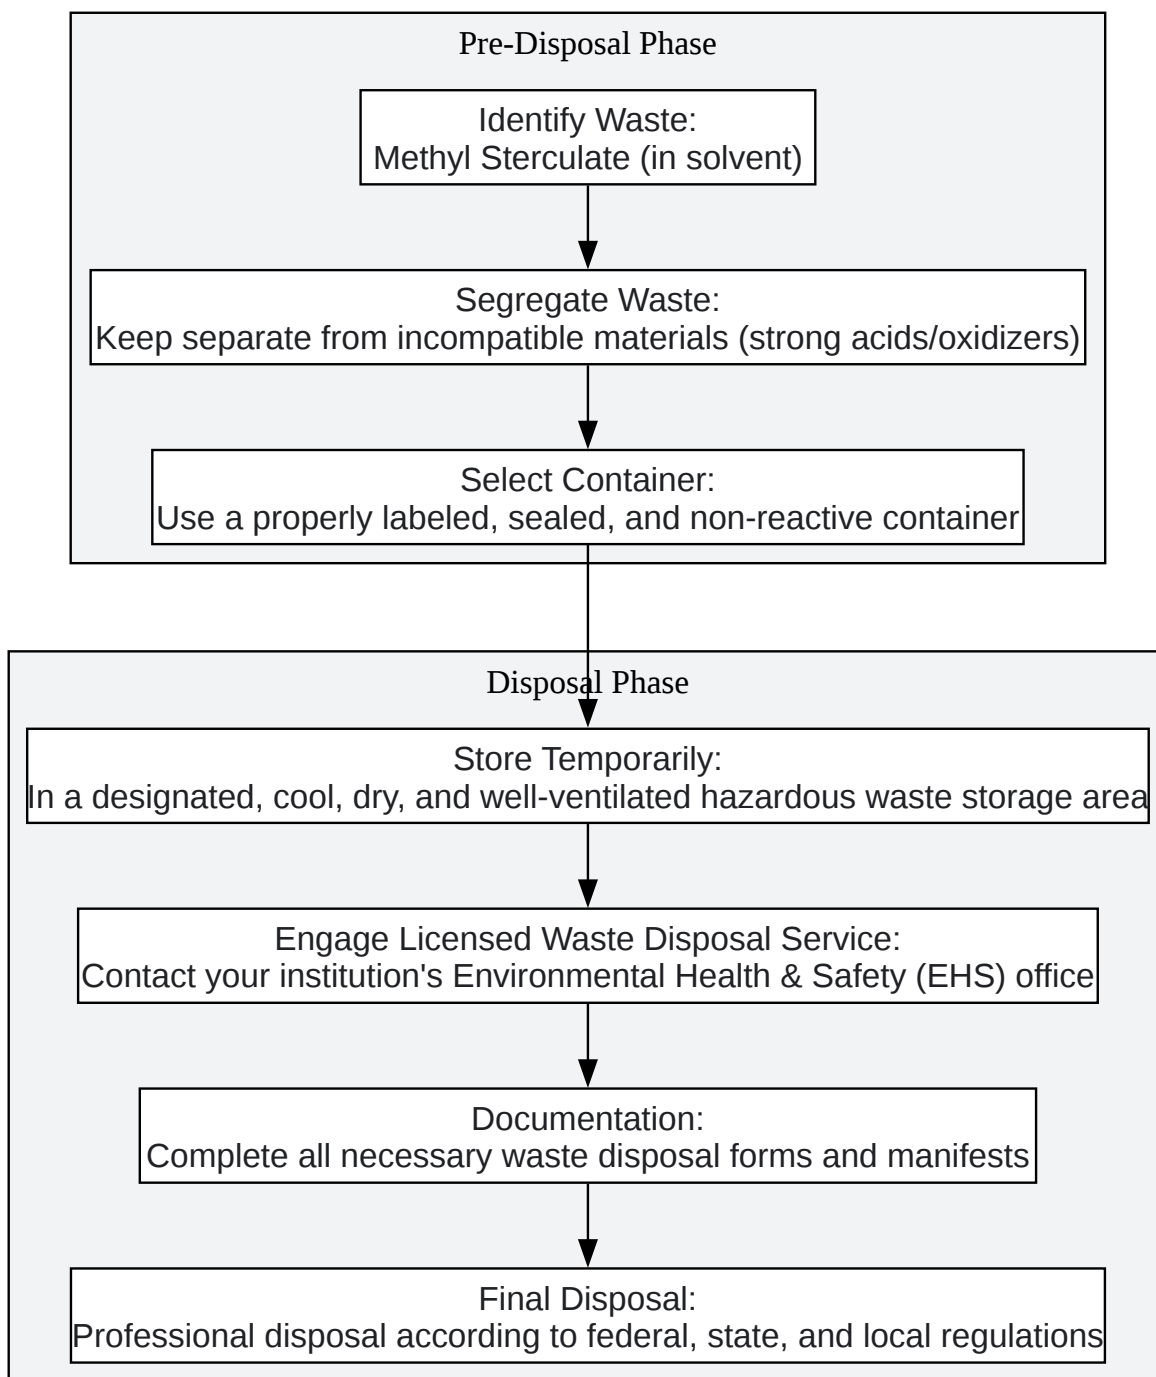 Pre-Disposal Phase
Identify Waste:
Methyl Sterculate (in solvent)
Segregate Waste:
Keep separate from incompatible materials (strong acids/oxidizers)
Select Container:
Use a properly labeled, sealed, and non-reactive container
Disposal Phase
Store Temporarily:
In a designated, cool, dry, and well-ventilated hazardous waste storage area
Engage Licensed Waste Disposal Service:
Contact your institution's Environmental Health & Safety (EHS) office
Documentation:
Complete all necessary waste disposal forms and manifests
Final Disposal:
Professional disposal according to federal, state, and local regulations